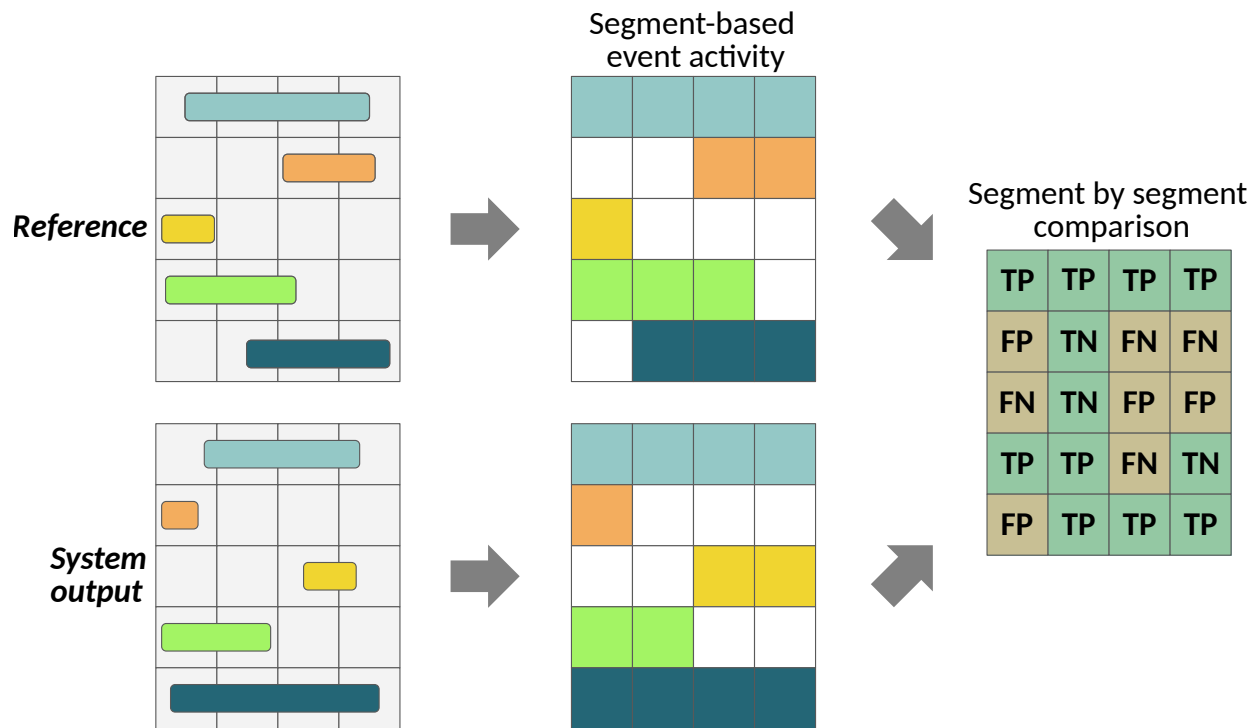 Segment-based
event activity
Reference
Segment by segment
comparison
TP TP TP TP
FP TN FN FN
FN TN FP FP
TP TP FN TN
FP TP TP TP
System
output